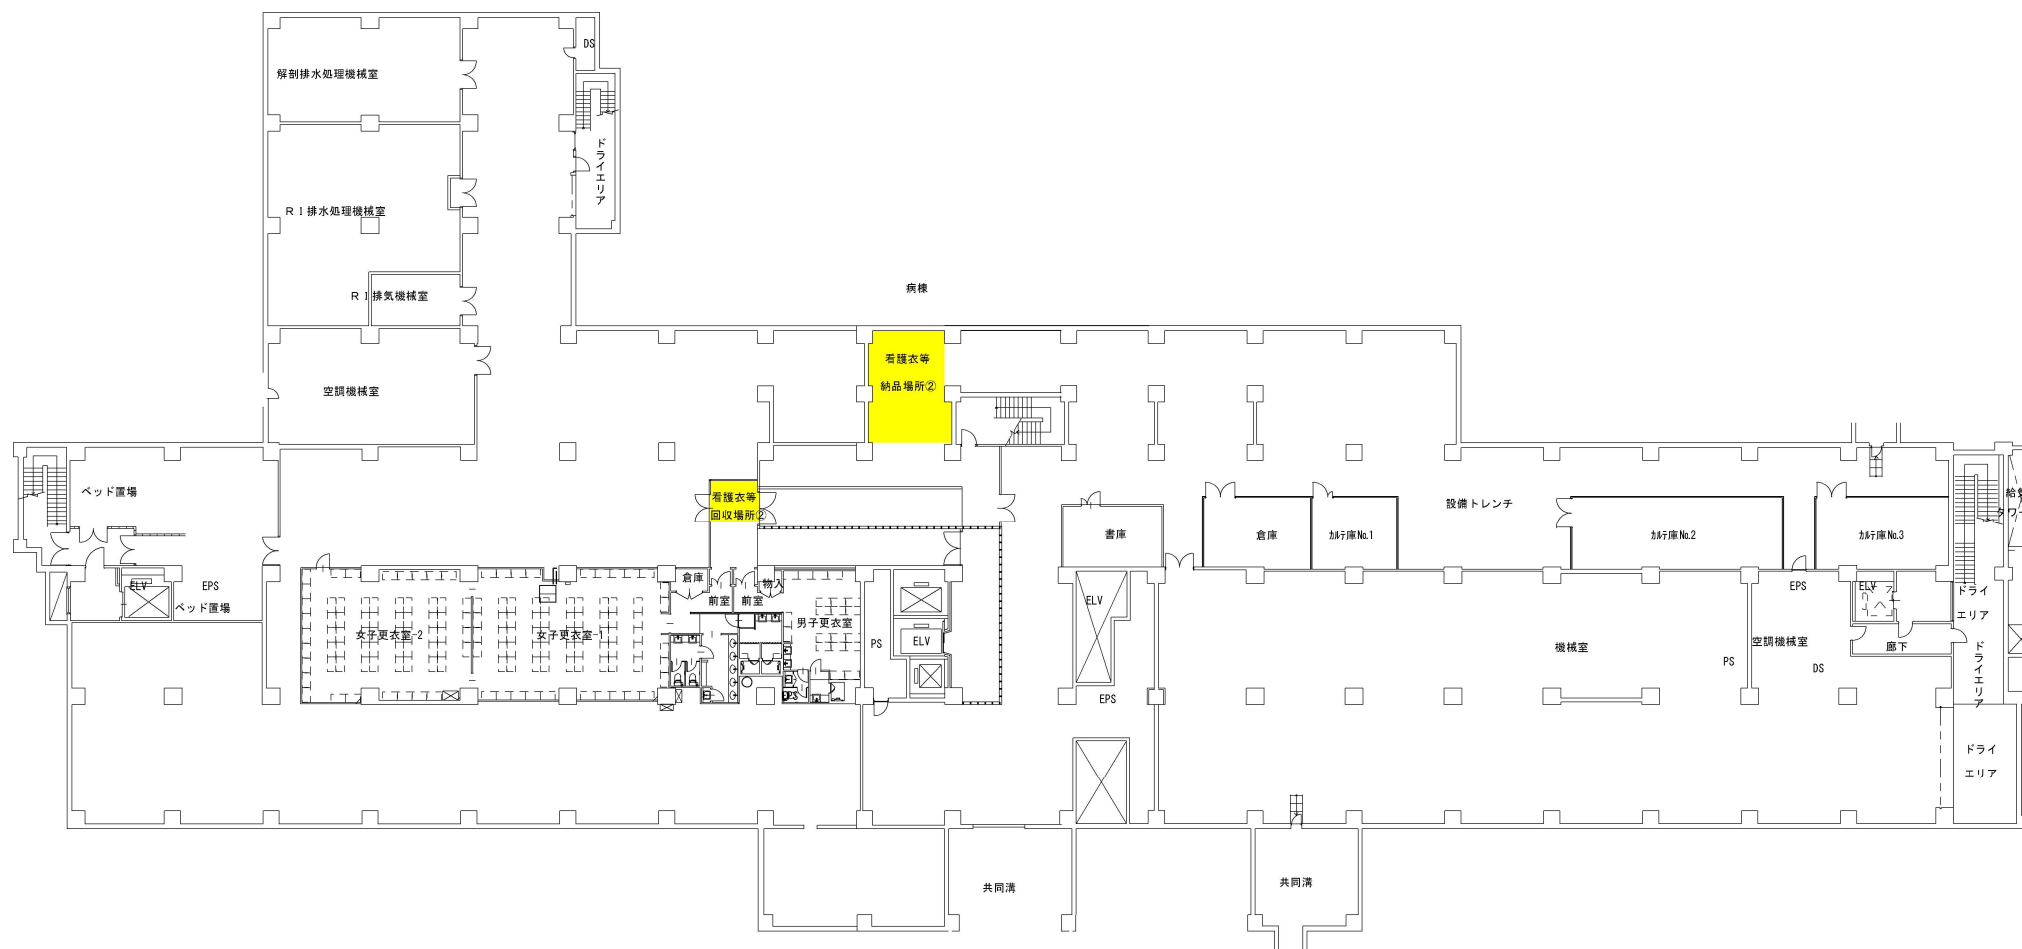 DS
解剖排水処理機械室
ドライエリア
ＲＩ排水処理機械室
ＲＩ排気機械室
病棟
空調機械室
看護衣等
納品場所②
ベッド置場
看護衣等
回収場所②
設備トレンチ
書庫
倉庫
ｶﾙﾃ庫No.1
ｶﾙﾃ庫No.2
ｶﾙﾃ庫No.3
ELV
EPS
ベッド置場
倉庫
前室
前室
物入
女子更衣室-2
女子更衣室-1
男子更衣室
PS
ELV
EPS
ELV
EPS
機械室
PS
EPS
空調機械室
DS
ELV
廊下
ドライ
エリア
ドライエリア
ドライ
エリア
共同溝
共同溝